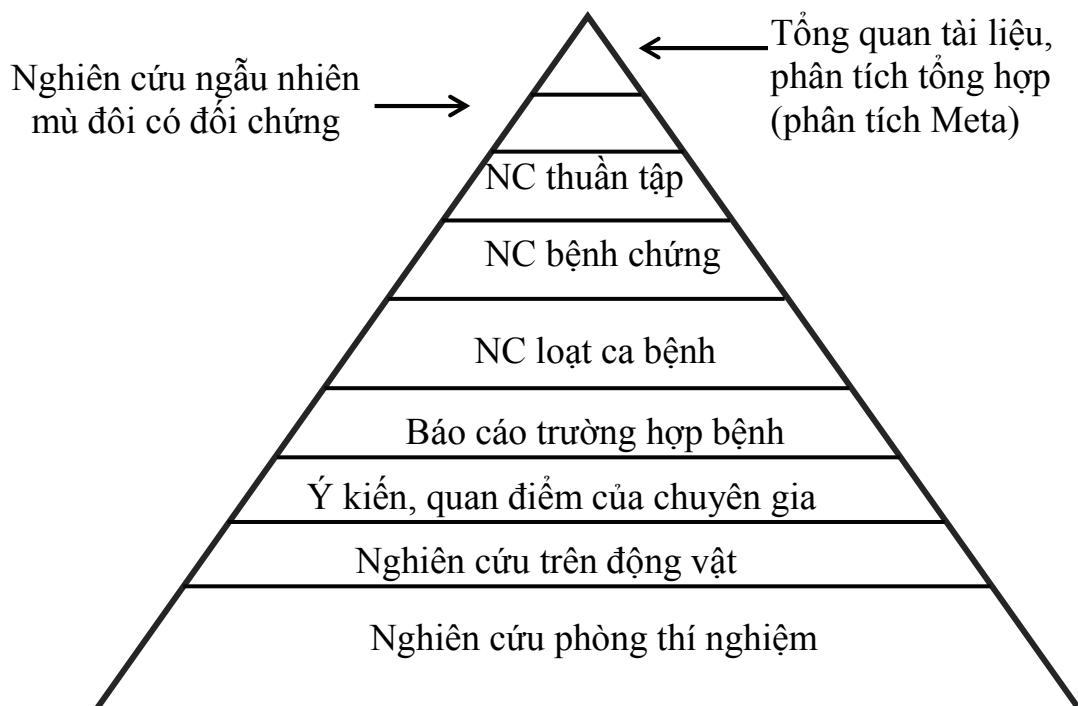 Tổng quan tài liệu,
phân tích tổng hợp
(phân tích Meta)
Nghiên cứu ngẫu nhiên
mù đôi có đối chứng
NC thuần tập
NC bệnh chứng
NC loạt ca bệnh
Báo cáo trường hợp bệnh
Ý kiến, quan điểm của chuyên gia
Nghiên cứu trên động vật
Nghiên cứu phòng thí nghiệm